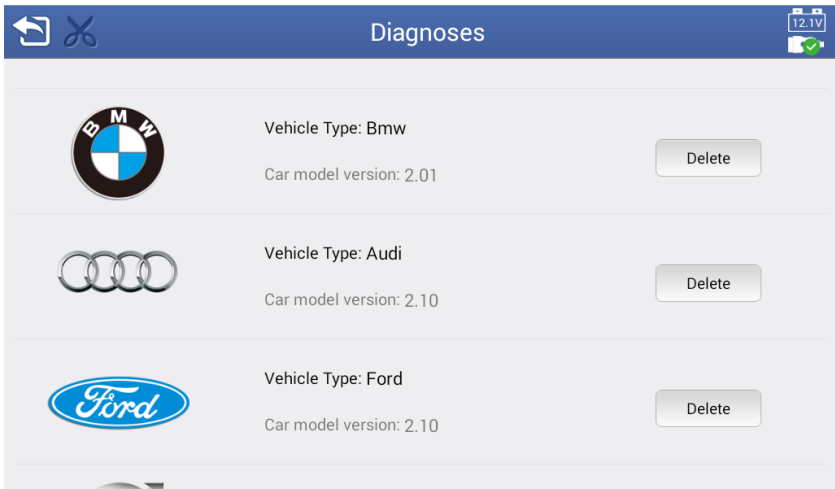 Diagnoses
12.1V
BMW
Vehicle Type: Bmw
Car model version: 2.01
Delete
Vehicle Type: Audi
Car model version: 2.10
Delete
Ford
Vehicle Type: Ford
Car model version: 2.10
Delete